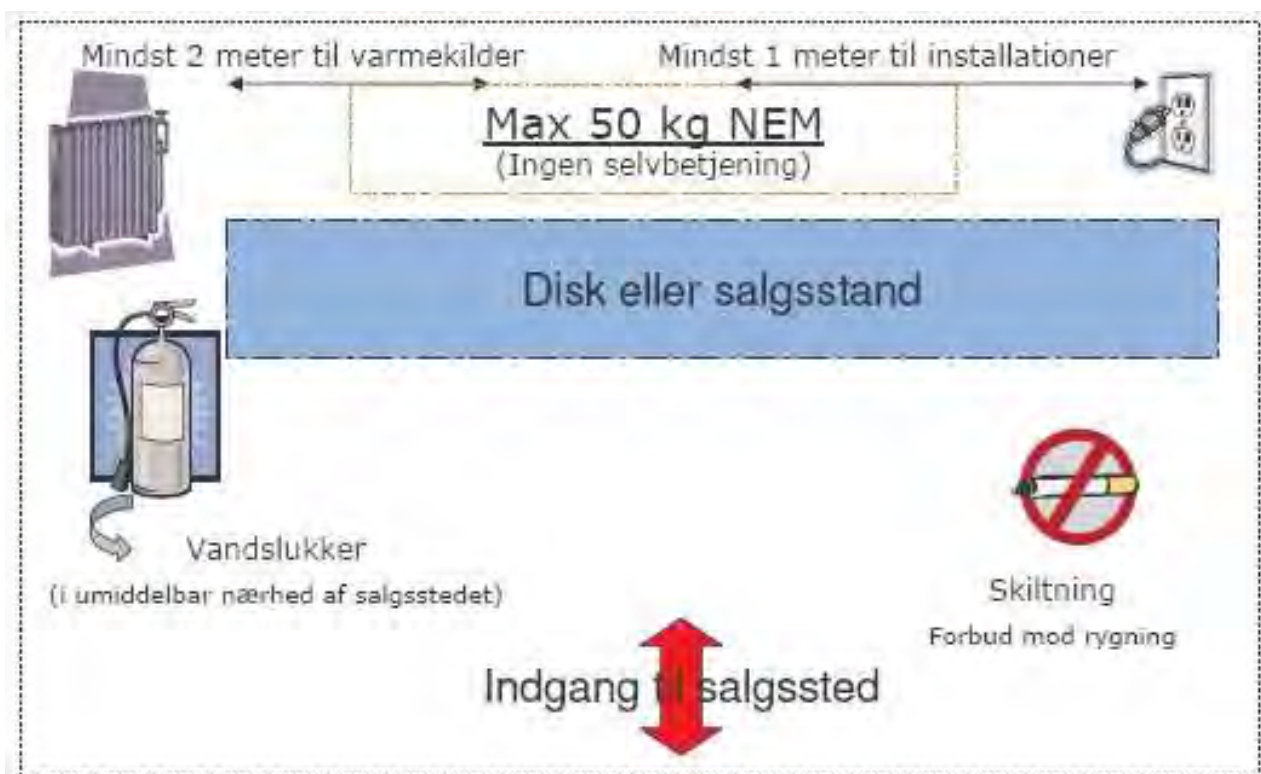 Mindst 2 meter til varmekilder
Mindst 1 meter til installationer
Max 50 kg NEM
(Ingen selvbetjening)
Disk eller salgsstand
Vandslukker
(i umiddelbar nærhed af salgsstedet)
Skiltning
Forbud mod rygning
Indgang til salgssted